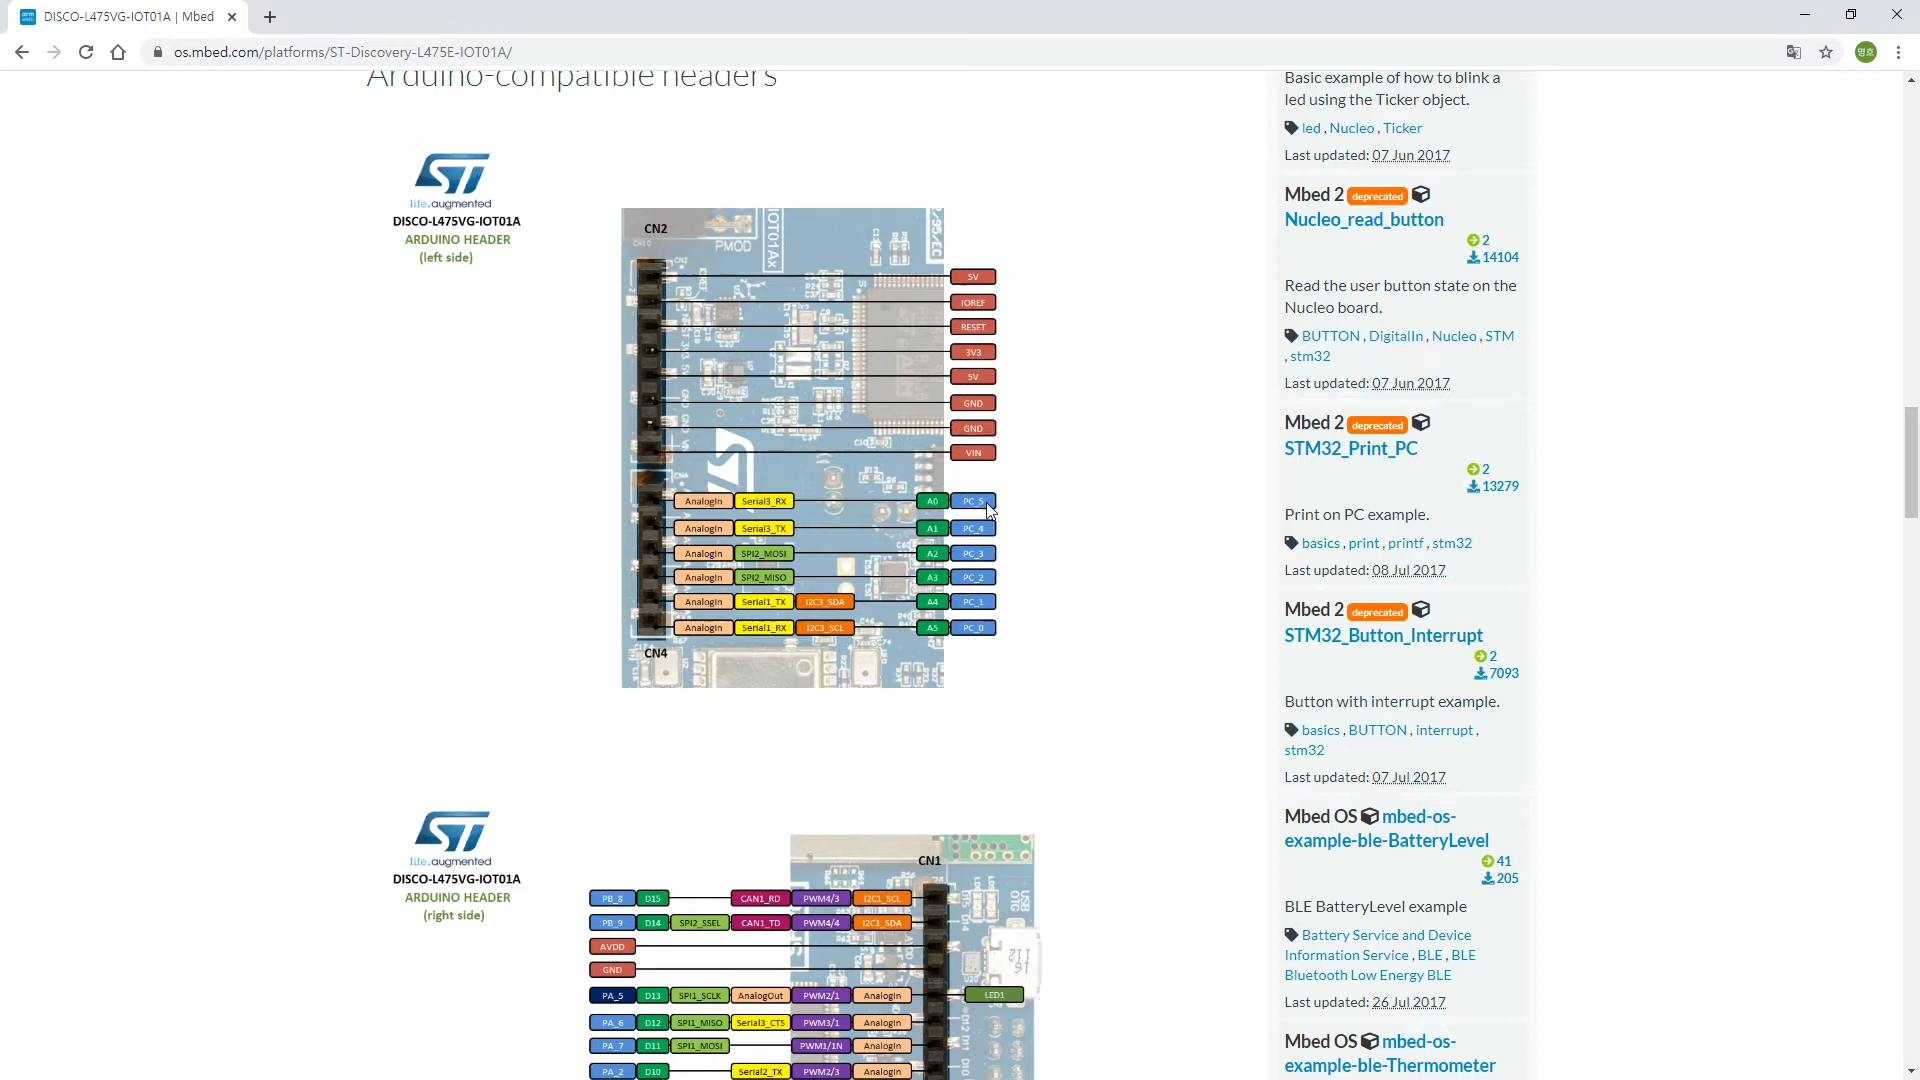 DISCO-L475VG-IOT01A | Mbed
os.mbed.com/platforms/ST-Discovery-L475E-IOT01A/
명호
Arduino-compatible headers
ST
life.augmented
DISCO-L475VG-IOT01A
ARDUINO HEADER
(left side)
CN2
PMOD
IOT01Ax
5V
IOREF
RESET
3V3
5V
GND
GND
VIN
AnalogIn Serial3_RX A0 PC_5
AnalogIn Serial3_TX A1 PC_4
AnalogIn SPI2_MOSI A2 PC_3
AnalogIn SPI2_MISO A3 PC_2
AnalogIn Serial1_TX I2C3_SDA A4 PC_1
AnalogIn Serial1_RX I2C3_SCL A5 PC_0
CN4
ST
life.augmented
DISCO-L475VG-IOT01A
ARDUINO HEADER
(right side)
CN1
USB OTG
PB_8 D15 CAN1_RD PWM4/3 I2C1_SCL
PB_9 D14 SPI2_SSEL CAN1_TD PWM4/4 I2C1_SDA
AVDD
GND
PA_5 D13 SPI1_SCLK AnalogOut PWM2/1 AnalogIn LED1
PA_6 D12 SPI1_MISO Serial3_CTS PWM3/1 AnalogIn
PA_7 D11 SPI1_MOSI PWM1/1N AnalogIn
PA_2 D10 Serial2_TX PWM2/3 AnalogIn
Basic example of how to blink a
led using the Ticker object.
led , Nucleo , Ticker
Last updated: 07 Jun 2017
Mbed 2 deprecated
Nucleo_read_button
2
14104
Read the user button state on the
Nucleo board.
BUTTON , DigitalIn , Nucleo , STM
, stm32
Last updated: 07 Jun 2017
Mbed 2 deprecated
STM32_Print_PC
2
13279
Print on PC example.
basics , print , printf , stm32
Last updated: 08 Jul 2017
Mbed 2 deprecated
STM32_Button_Interrupt
2
7093
Button with interrupt example.
basics , BUTTON , interrupt ,
stm32
Last updated: 07 Jul 2017
Mbed OS mbed-os-
example-ble-BatteryLevel
41
205
BLE BatteryLevel example
Battery Service and Device
Information Service , BLE , BLE
Bluetooth Low Energy BLE
Last updated: 26 Jul 2017
Mbed OS mbed-os-
example-ble-Thermometer